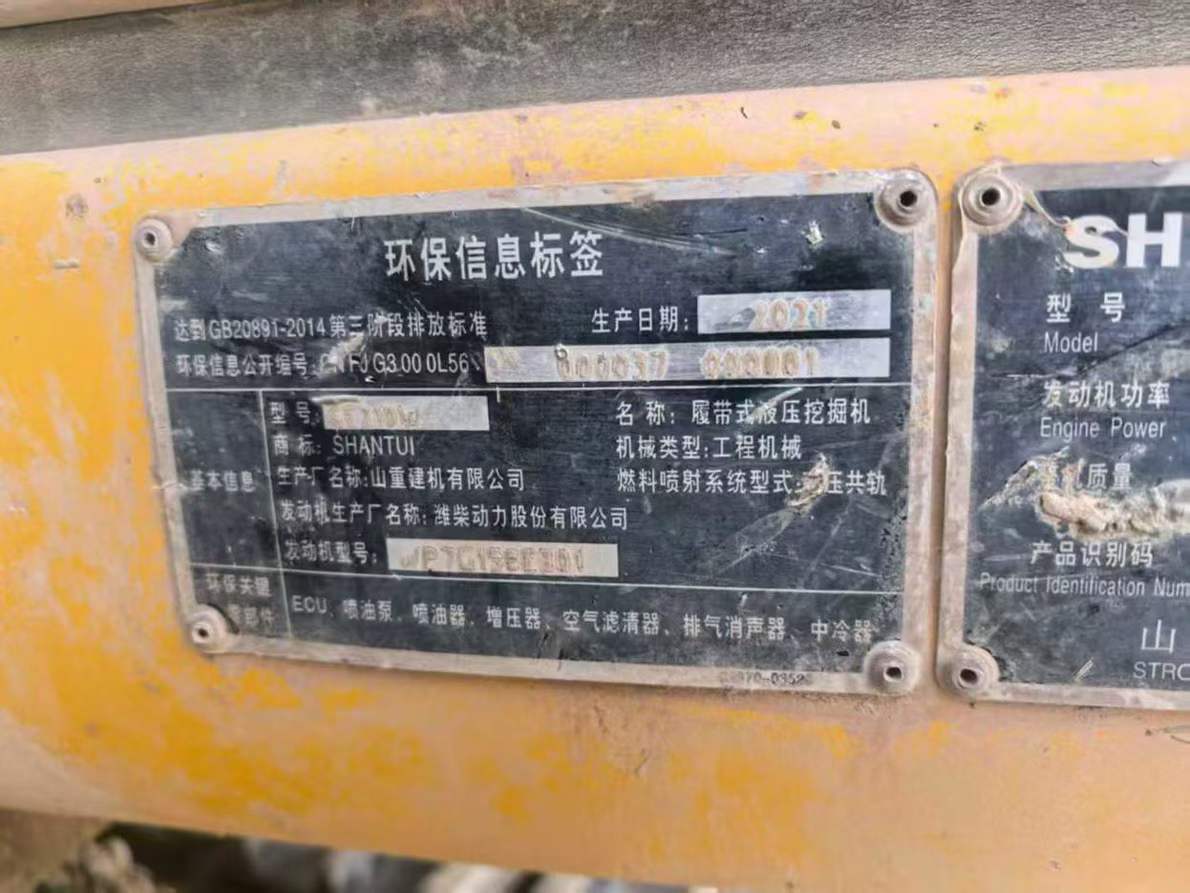 环保信息标签
达到GB20891-2014第三阶段排放标准
生产日期: 2021
环保信息公开编号: CN FJ G3 00 0L56 000037 000001
型号:
名称: 履带式液压挖掘机
商标: SHANTUI
机械类型: 工程机械
基本信息
生产厂名称: 山重建机有限公司
燃料喷射系统型式: 压共轨
发动机生产厂名称: 潍柴动力股份有限公司
发动机型号:
环保关键
零部件
ECU、喷油泵、喷油器、增压器、空气滤清器、排气消声器、中冷器
SH
型号
Model
发动机功率
Engine Power
质量
产品识别码
Product Identification Num
山
STRO